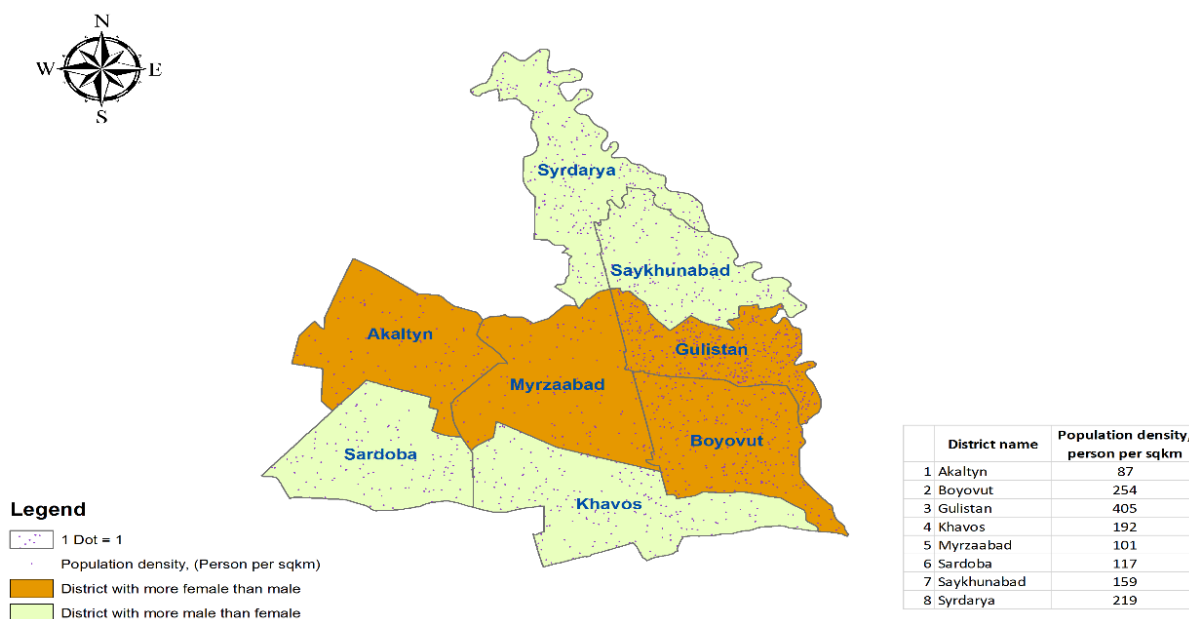 N
W E
S
Syrdarya
Saykhunabad
Akaltyn
Gulistan
Myrzaabad
Boyovut
Sardoba
Khavos
Legend
1 Dot = 1
Population density, (Person per sqkm)
District with more female than male
District with more male than female
District name Population density,
person per sqkm
1 Akaltyn 87
2 Boyovut 254
3 Gulistan 405
4 Khavos 192
5 Myrzaabad 101
6 Sardoba 117
7 Saykhunabad 159
8 Syrdarya 219